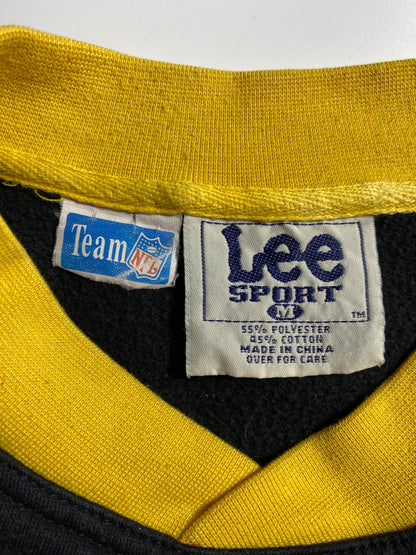 Team NFL
Lee
SPORT
M
TM
55% POLYESTER
45% COTTON
MADE IN CHINA
OVER FOR CARE